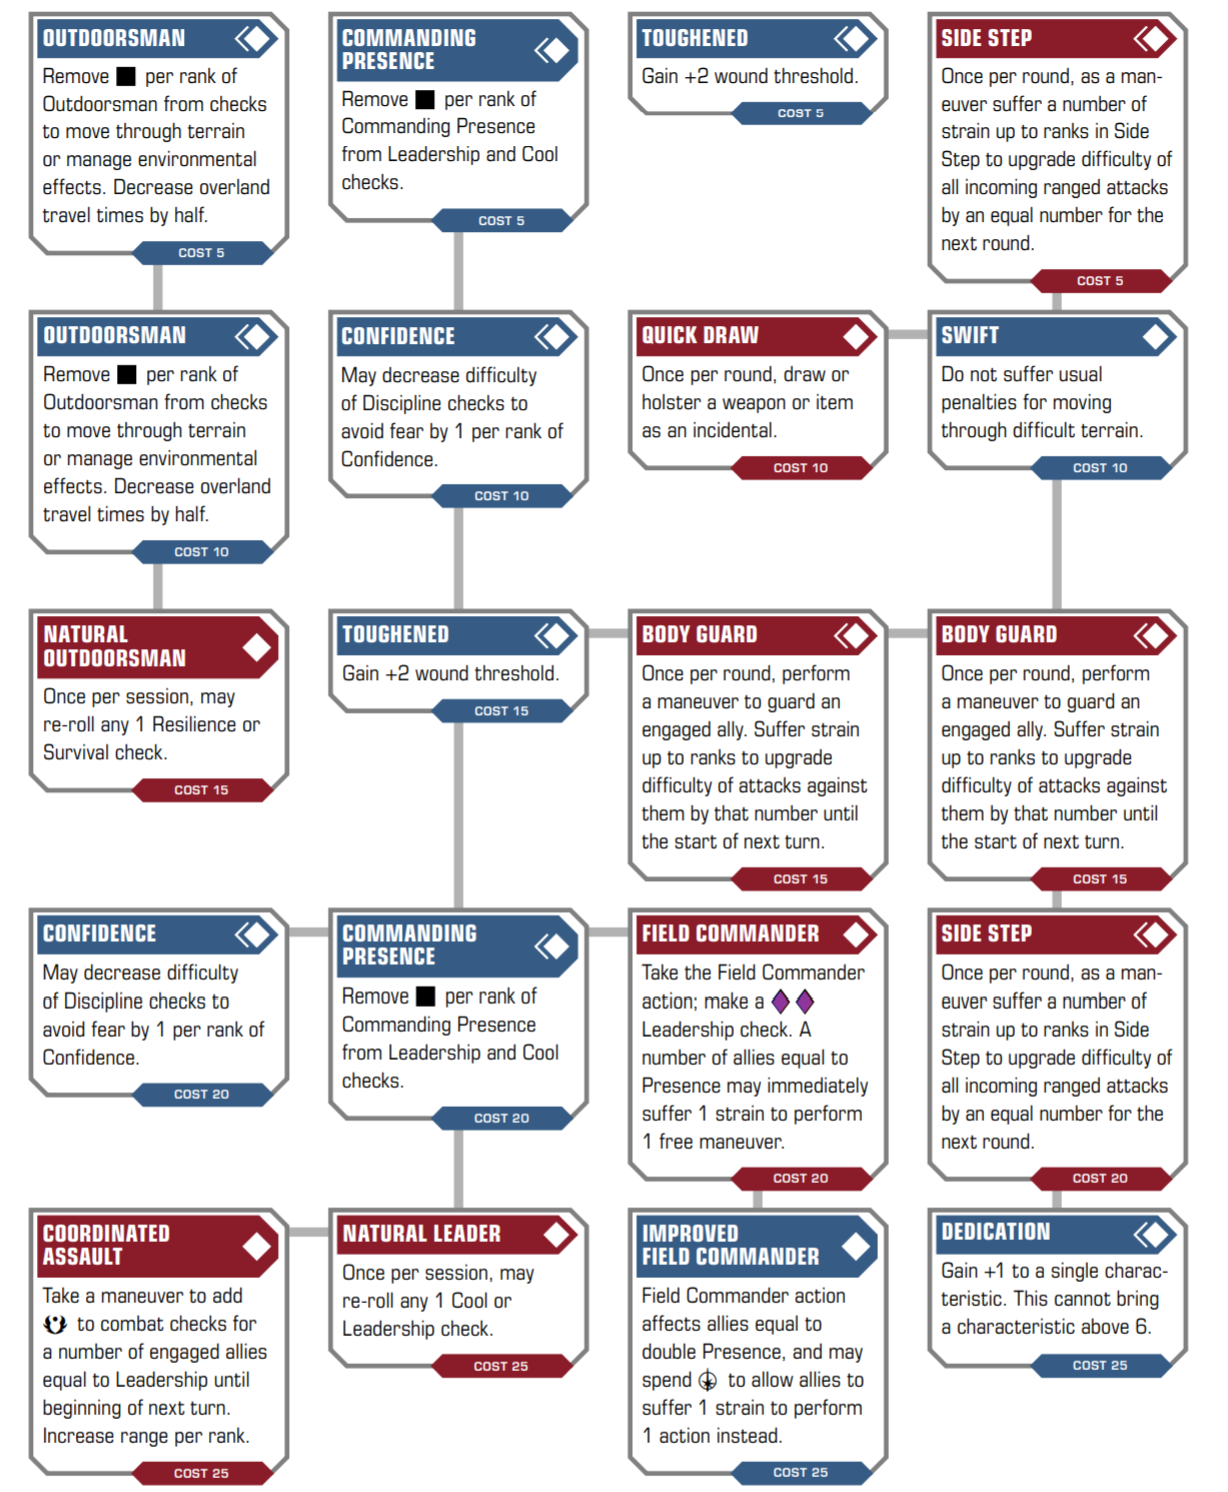 OUTDOORSMAN
Remove per rank of
Outdoorsman from checks
to move through terrain
or manage environmental
effects. Decrease overland
travel times by half.
COST 5
COMMANDING
PRESENCE
Remove per rank of
Commanding Presence
from Leadership and Cool
checks.
COST 5
TOUGHENED
Gain +2 wound threshold.
COST 5
SIDE STEP
Once per round, as a man-
euver suffer a number of
strain up to ranks in Side
Step to upgrade difficulty of
all incoming ranged attacks
by an equal number for the
next round.
COST 5
OUTDOORSMAN
Remove per rank of
Outdoorsman from checks
to move through terrain
or manage environmental
effects. Decrease overland
travel times by half.
COST 10
CONFIDENCE
May decrease difficulty
of Discipline checks to
avoid fear by 1 per rank of
Confidence.
COST 10
QUICK DRAW
Once per round, draw or
holster a weapon or item
as an incidental.
COST 10
SWIFT
Do not suffer usual
penalties for moving
through difficult terrain.
COST 10
NATURAL
OUTDOORSMAN
Once per session, may
re-roll any 1 Resilience or
Survival check.
COST 15
TOUGHENED
Gain +2 wound threshold.
COST 15
BODY GUARD
Once per round, perform
a maneuver to guard an
engaged ally. Suffer strain
up to ranks to upgrade
difficulty of attacks against
them by that number until
the start of next turn.
COST 15
BODY GUARD
Once per round, perform
a maneuver to guard an
engaged ally. Suffer strain
up to ranks to upgrade
difficulty of attacks against
them by that number until
the start of next turn.
COST 15
CONFIDENCE
May decrease difficulty
of Discipline checks to
avoid fear by 1 per rank of
Confidence.
COST 20
COMMANDING
PRESENCE
Remove per rank of
Commanding Presence
from Leadership and Cool
checks.
COST 20
FIELD COMMANDER
Take the Field Commander
action; make a
Leadership check. A
number of allies equal to
Presence may immediately
suffer 1 strain to perform
1 free maneuver.
COST 20
SIDE STEP
Once per round, as a man-
euver suffer a number of
strain up to ranks in Side
Step to upgrade difficulty of
all incoming ranged attacks
by an equal number for the
next round.
COST 20
COORDINATED
ASSAULT
Take a maneuver to add
to combat checks for
a number of engaged allies
equal to Leadership until
beginning of next turn.
Increase range per rank.
COST 25
NATURAL LEADER
Once per session, may
re-roll any 1 Cool or
Leadership check.
COST 25
IMPROVED
FIELD COMMANDER
Field Commander action
affects allies equal to
double Presence, and may
spend to allow allies to
suffer 1 strain to perform
1 action instead.
COST 25
DEDICATION
Gain +1 to a single charac-
teristic. This cannot bring
a characteristic above 6.
COST 25